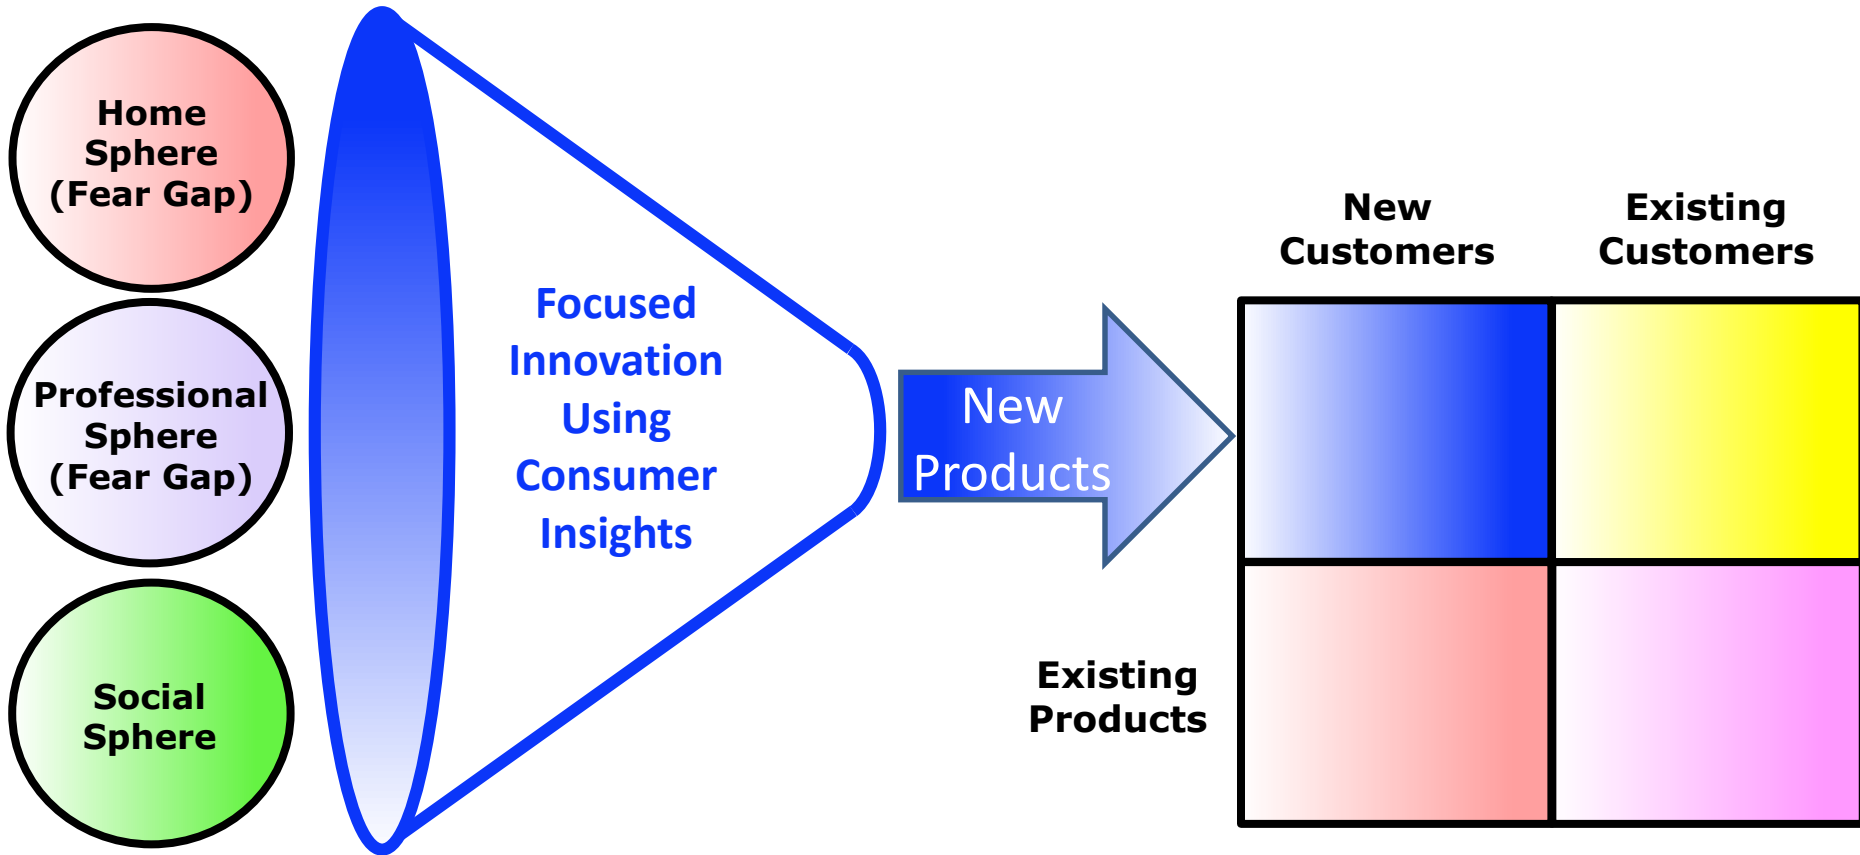 Home
Sphere
(Fear Gap)
Professional
Sphere
(Fear Gap)
Social
Sphere
Focused
Innovation
Using
Consumer
Insights
New
Products
New
Customers
Existing
Customers
Existing
Products